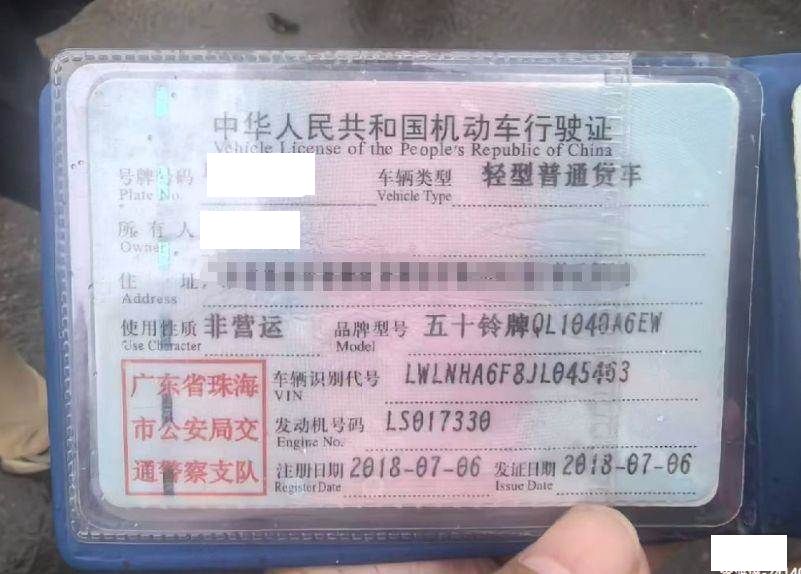 中华人民共和国机动车行驶证
Vehicle License of the People's Republic of China
号牌号码 车辆类型 轻型普通货车
Plate No. Vehicle Type
所有人
Owner
住址
Address
使用性质 非营运 品牌型号 五十铃牌QL1040A6EW
Use Character Model
广东省珠海
市公安局交
通警察支队
车辆识别代号 LWLNHA6F8JL045463
VIN
发动机号码 LS017330
Engine No.
注册日期 2018-07-06 发证日期 2018-07-06
Register Date Issue Date